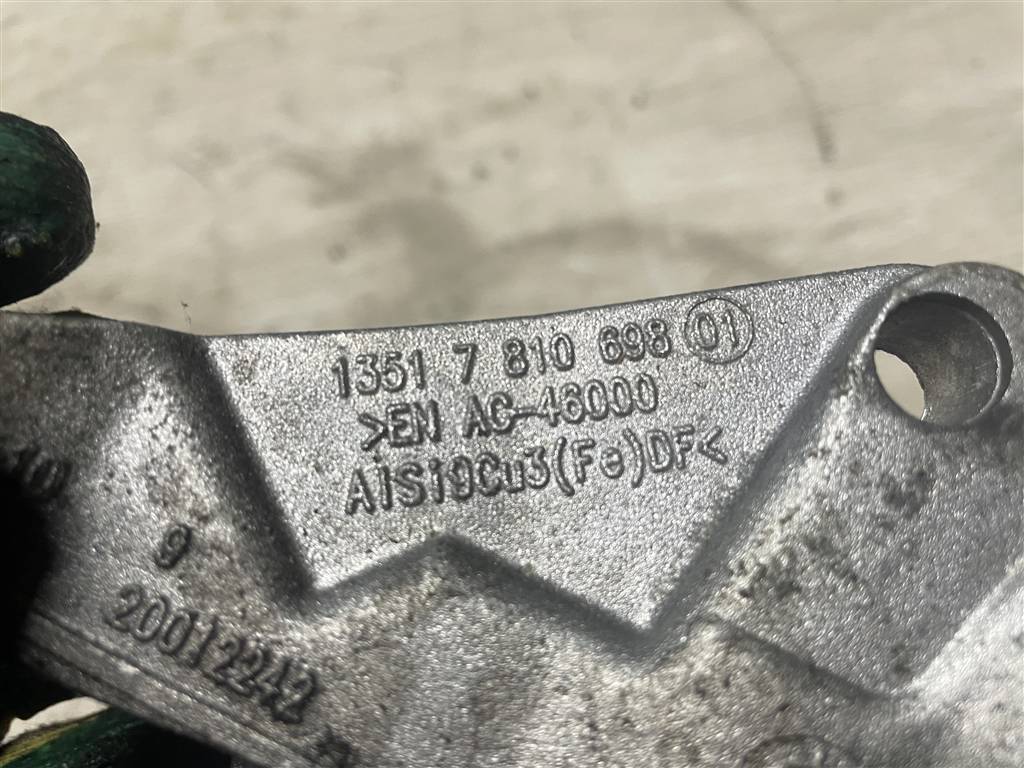 1351 7 810 698 01
>EN AC-46000
AlSi9Cu3(Fe)DF<
9
20012242